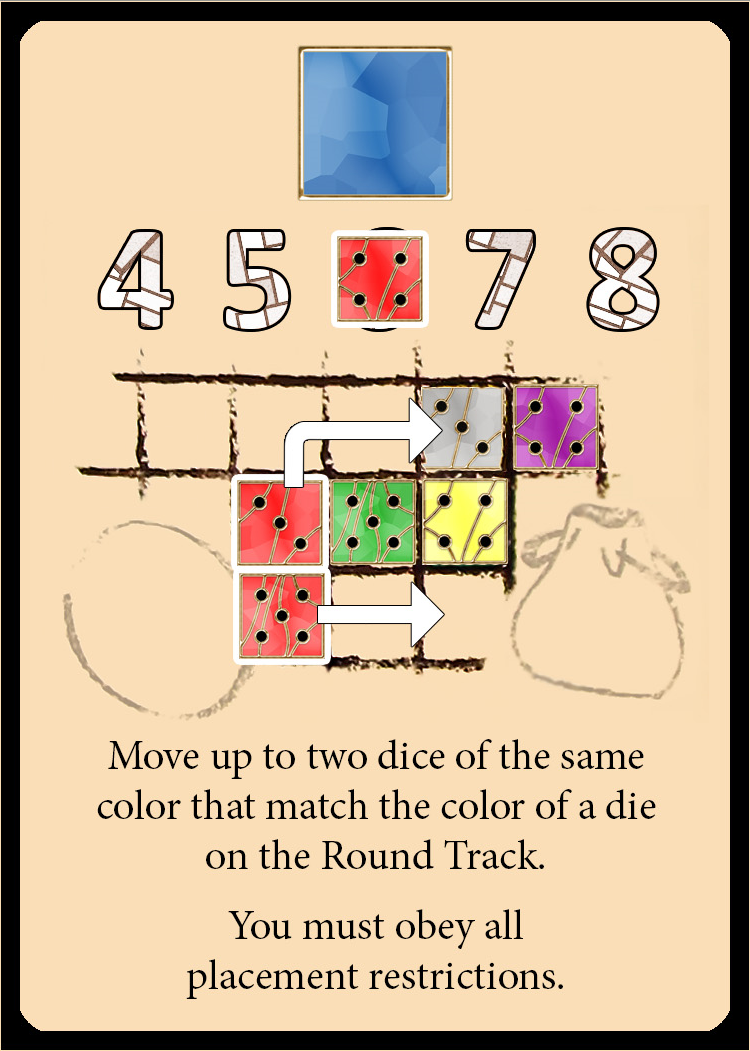 4 5 7 8
Move up to two dice of the same
color that match the color of a die
on the Round Track.
You must obey all
placement restrictions.